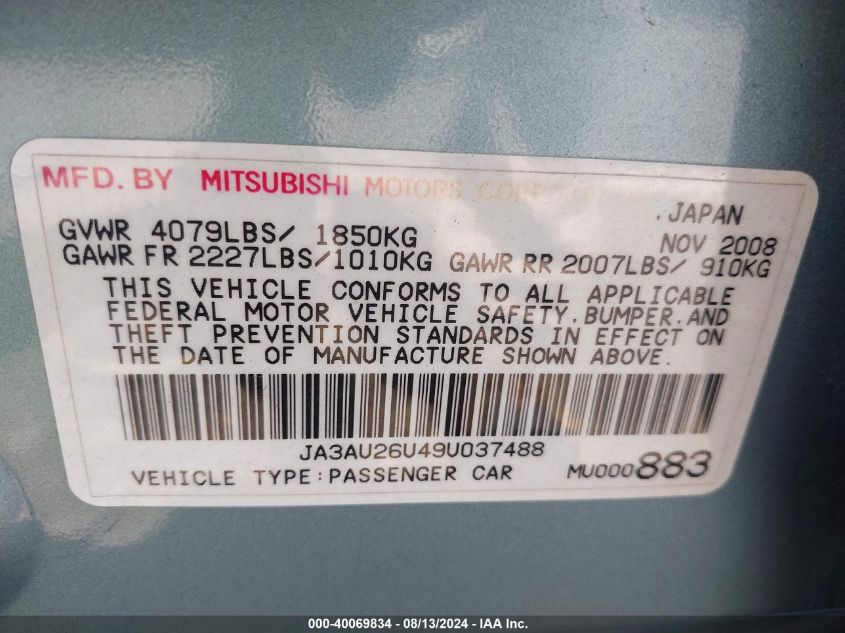 MFD. BY MITSUBISHI MOTORS
JAPAN
GVWR 4079LBS/ 1850KG NOV 2008
GAWR FR 2227LBS/1010KG GAWR RR 2007LBS/ 910KG
THIS VEHICLE CONFORMS TO ALL APPLICABLE
FEDERAL MOTOR VEHICLE SAFETY, BUMPER, AND
THEFT PREVENTION STANDARDS IN EFFECT ON
THE DATE OF MANUFACTURE SHOWN ABOVE.
JA3AU26U49U037488
VEHICLE TYPE:PASSENGER CAR MU000883
000-40069834 - 08/13/2024 - IAA Inc.